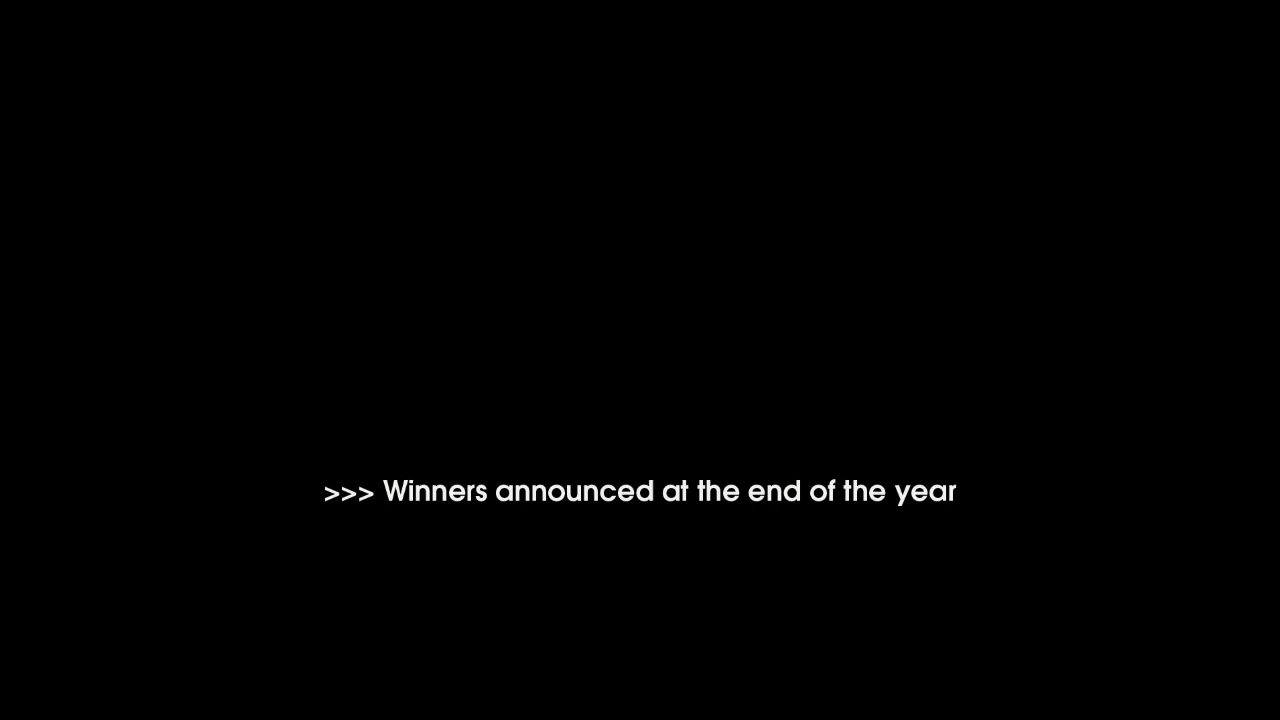 >>> Winners announced at the end of the year